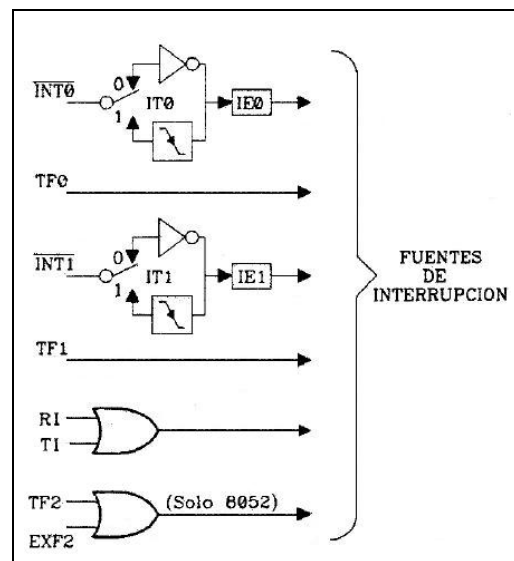 INT0
0
1
IT0
IE0
TF0
INT1
0
1
IT1
IE1
TF1
RI
TI
TF2
EXF2
(Solo 8052)
FUENTES
DE
INTERRUPCION